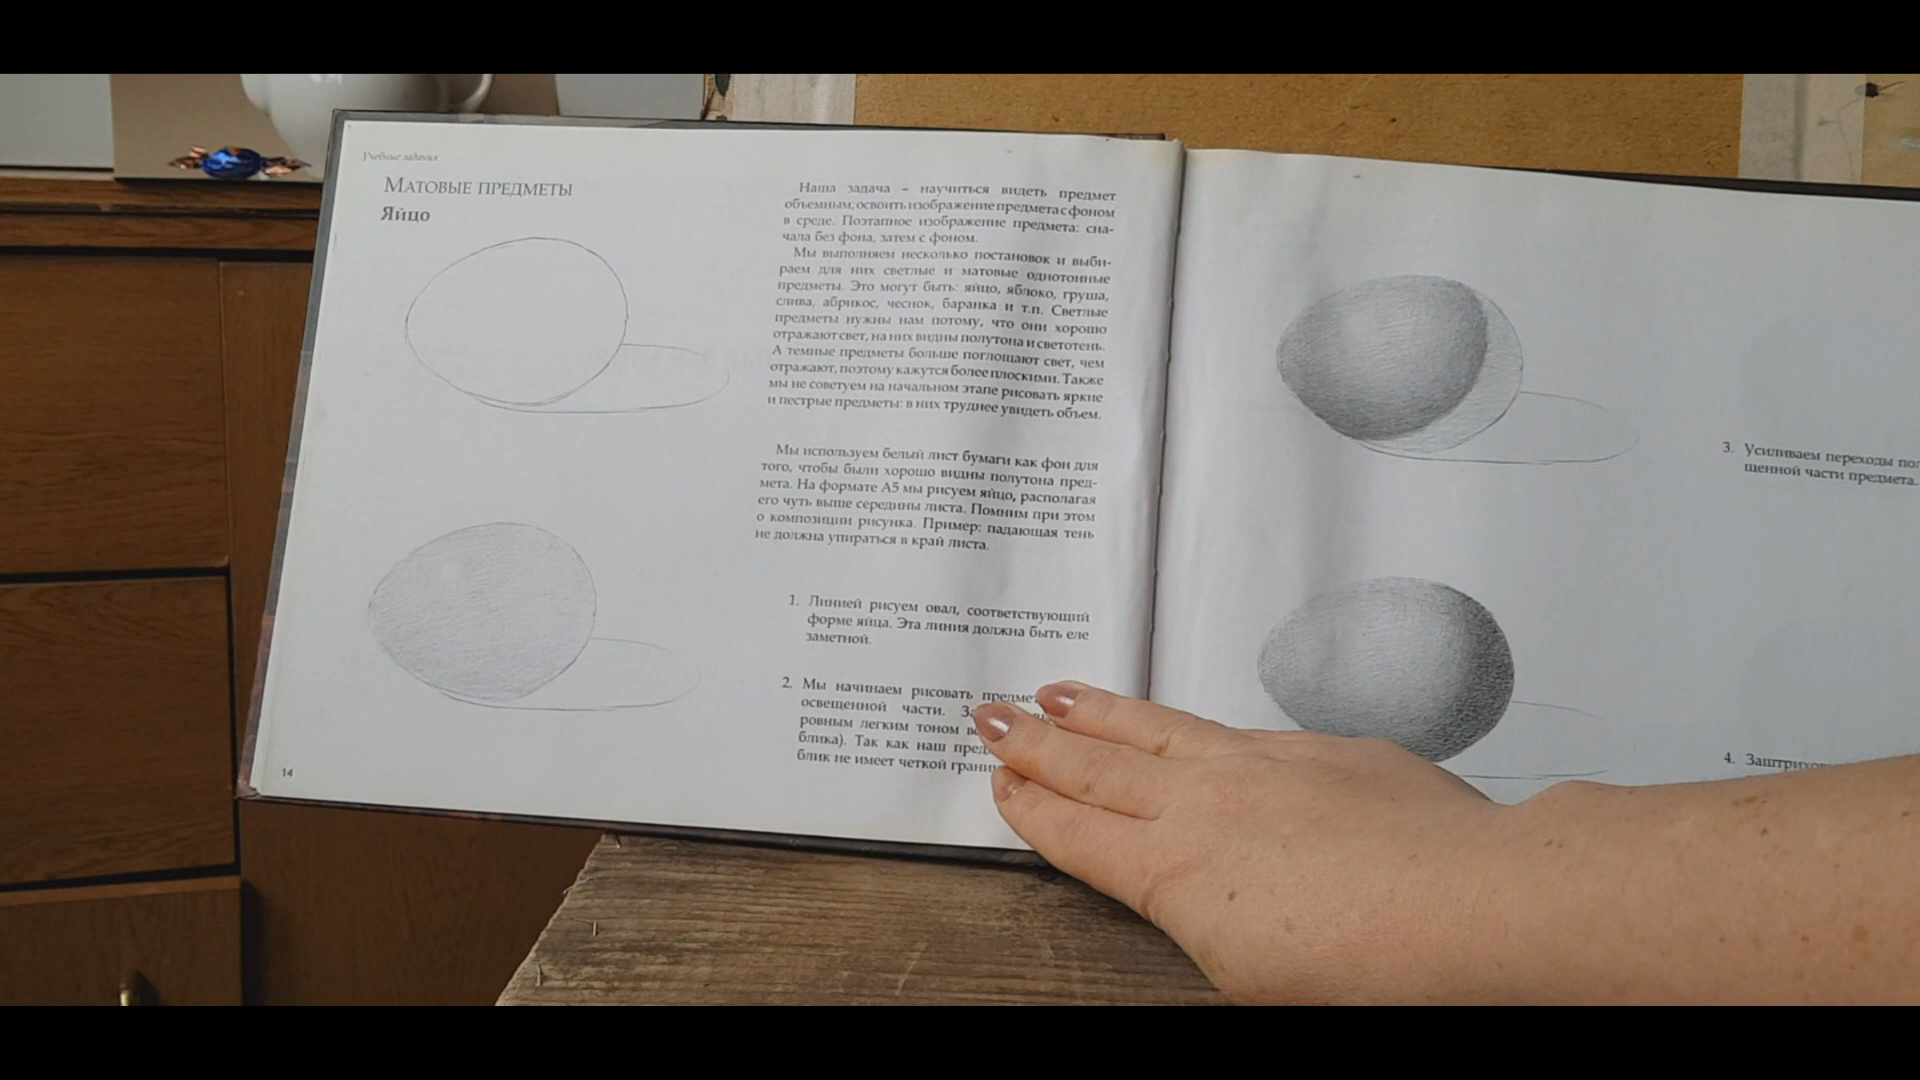 Учебные задания
МАТОВЫЕ ПРЕДМЕТЫ
Яйцо
Наша задача – научиться видеть предмет
объемным; освоить изображение предмета с фоном
в среде. Поэтапное изображение предмета: сна-
чала без фона, затем с фоном.
Мы выполняем несколько постановок и выби-
раем для них светлые и матовые однотонные
предметы. Это могут быть: яйцо, яблоко, груша,
слива, абрикос, чеснок, баранка и т.п. Светлые
предметы нужны нам потому, что они хорошо
отражают свет, на них видны полутона и светотень.
А темные предметы больше поглощают свет, чем
отражают, поэтому кажутся более плоскими. Также
мы не советуем на начальном этапе рисовать яркие
и пестрые предметы: в них труднее увидеть объем.
Мы используем белый лист бумаги как фон для
того, чтобы были хорошо видны полутона пред-
мета. На формате А5 мы рисуем яйцо, располагая
его чуть выше середины листа. Помним при этом
о композиции рисунка. Пример: падающая тень
не должна упираться в край листа.
1. Линией рисуем овал, соответствующий
форме яйца. Эта линия должна быть еле
заметной.
2. Мы начинаем рисовать
освещенной части.
ровным легким тоном
блика). Так как наш
блик не имеет четкой
14
3. Усиливаем переходы
щенной части предмета.
4.